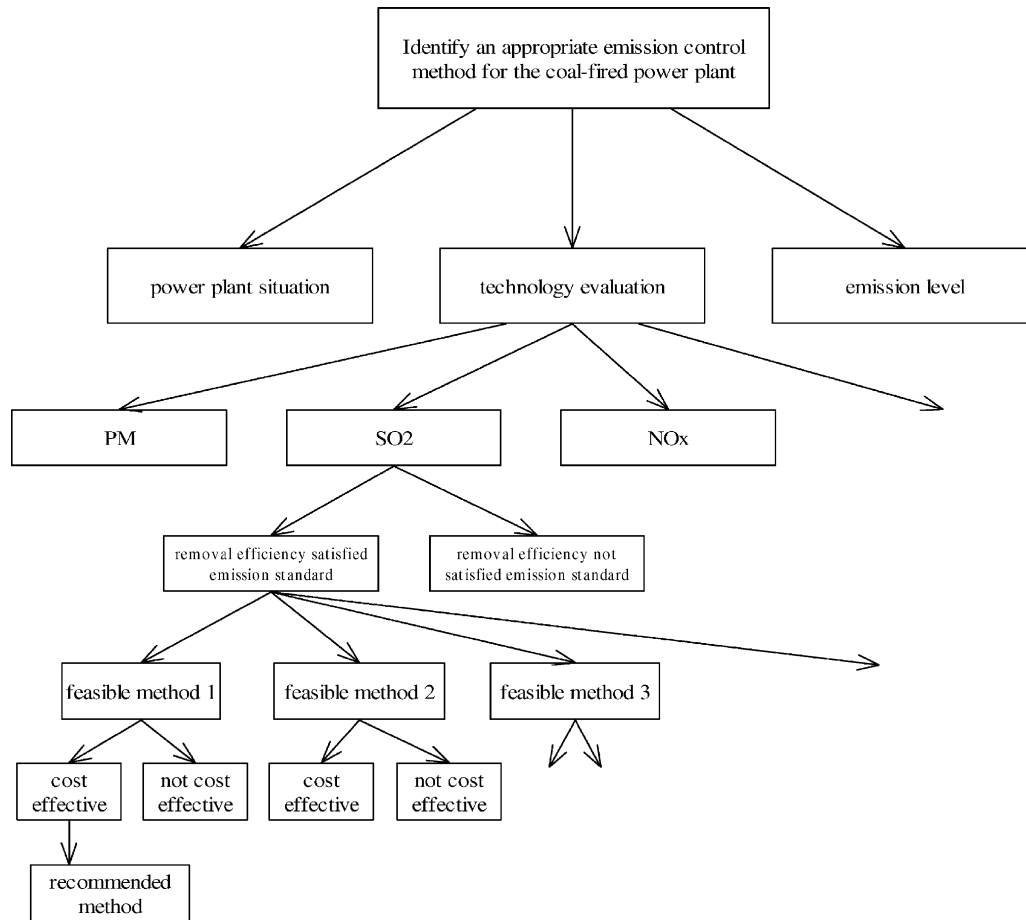 Identify an appropriate emission control
method for the coal-fired power plant
power plant situation
technology evaluation
emission level
PM
SO2
NOx
removal efficiency satisfied
emission standard
removal efficiency not
satisfied emission standard
feasible method 1
feasible method 2
feasible method 3
cost
effective
not cost
effective
cost
effective
not cost
effective
recommended
method